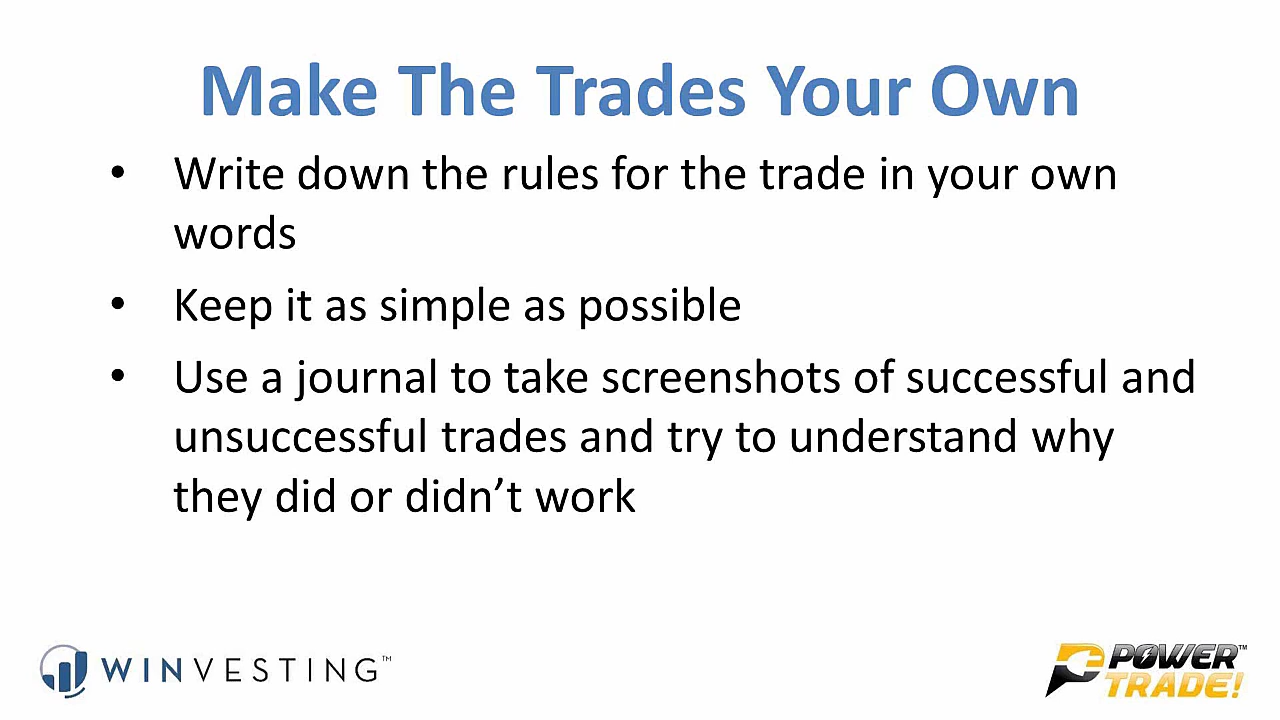 Make The Trades Your Own
• Write down the rules for the trade in your own
words
• Keep it as simple as possible
• Use a journal to take screenshots of successful and
unsuccessful trades and try to understand why
they did or didn’t work
WINVESTING™
POWER™
TRADE!